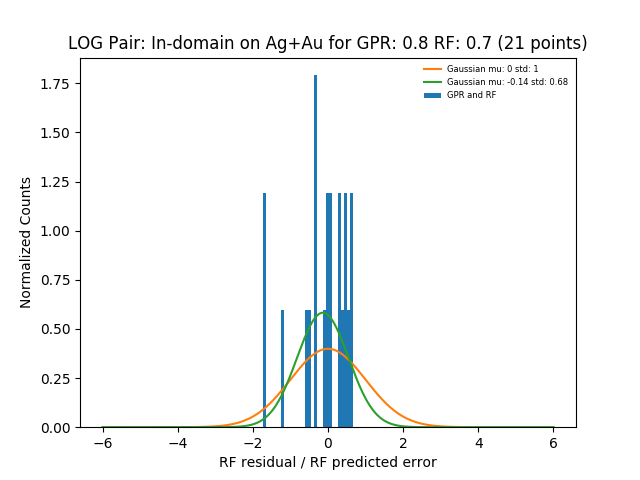 LOG Pair: In-domain on Ag+Au for GPR: 0.8 RF: 0.7 (21 points)
Gaussian mu: 0 std: 1
Gaussian mu: -0.14 std: 0.68
GPR and RF
Normalized Counts
1.75
1.50
1.25
1.00
0.75
0.50
0.25
0.00
−6 −4 −2 0 2 4 6
RF residual / RF predicted error